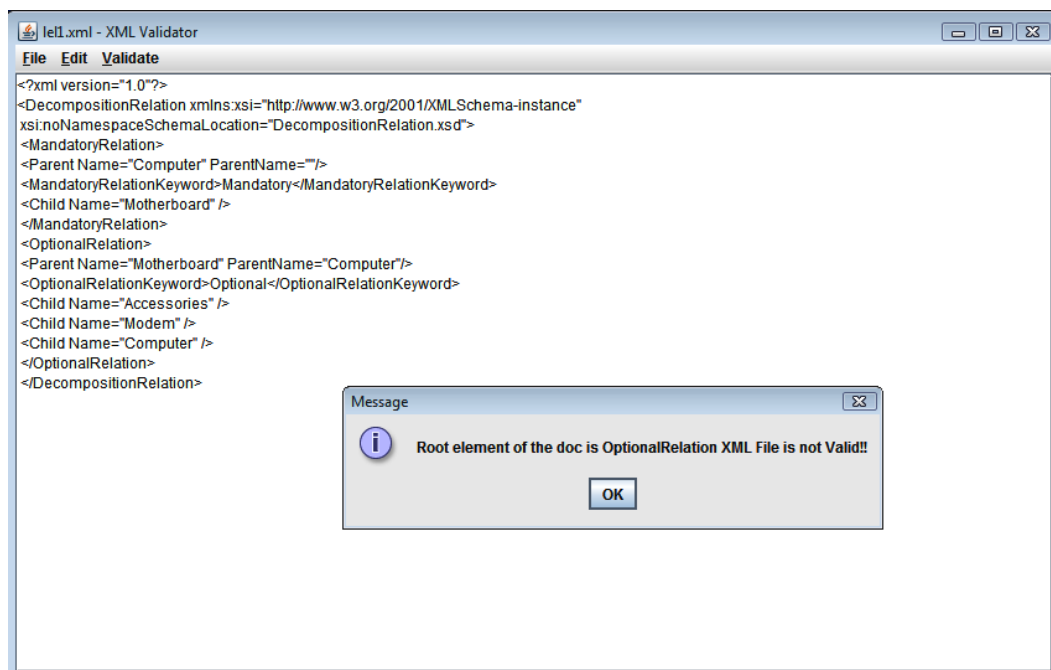 lel1.xml - XML Validator
File Edit Validate
<?xml version="1.0"?>
<DecompositionRelation xmlns:xsi="http://www.w3.org/2001/XMLSchema-instance"
xsi:noNamespaceSchemaLocation="DecompositionRelation.xsd">
<MandatoryRelation>
<Parent Name="Computer" ParentName=""/>
<MandatoryRelationKeyword>Mandatory</MandatoryRelationKeyword>
<Child Name="Motherboard" />
</MandatoryRelation>
<OptionalRelation>
<Parent Name="Motherboard" ParentName="Computer"/>
<OptionalRelationKeyword>Optional</OptionalRelationKeyword>
<Child Name="Accessories" />
<Child Name="Modem" />
<Child Name="Computer" />
</OptionalRelation>
</DecompositionRelation>
Message
Root element of the doc is OptionalRelation XML File is not Valid!!
OK